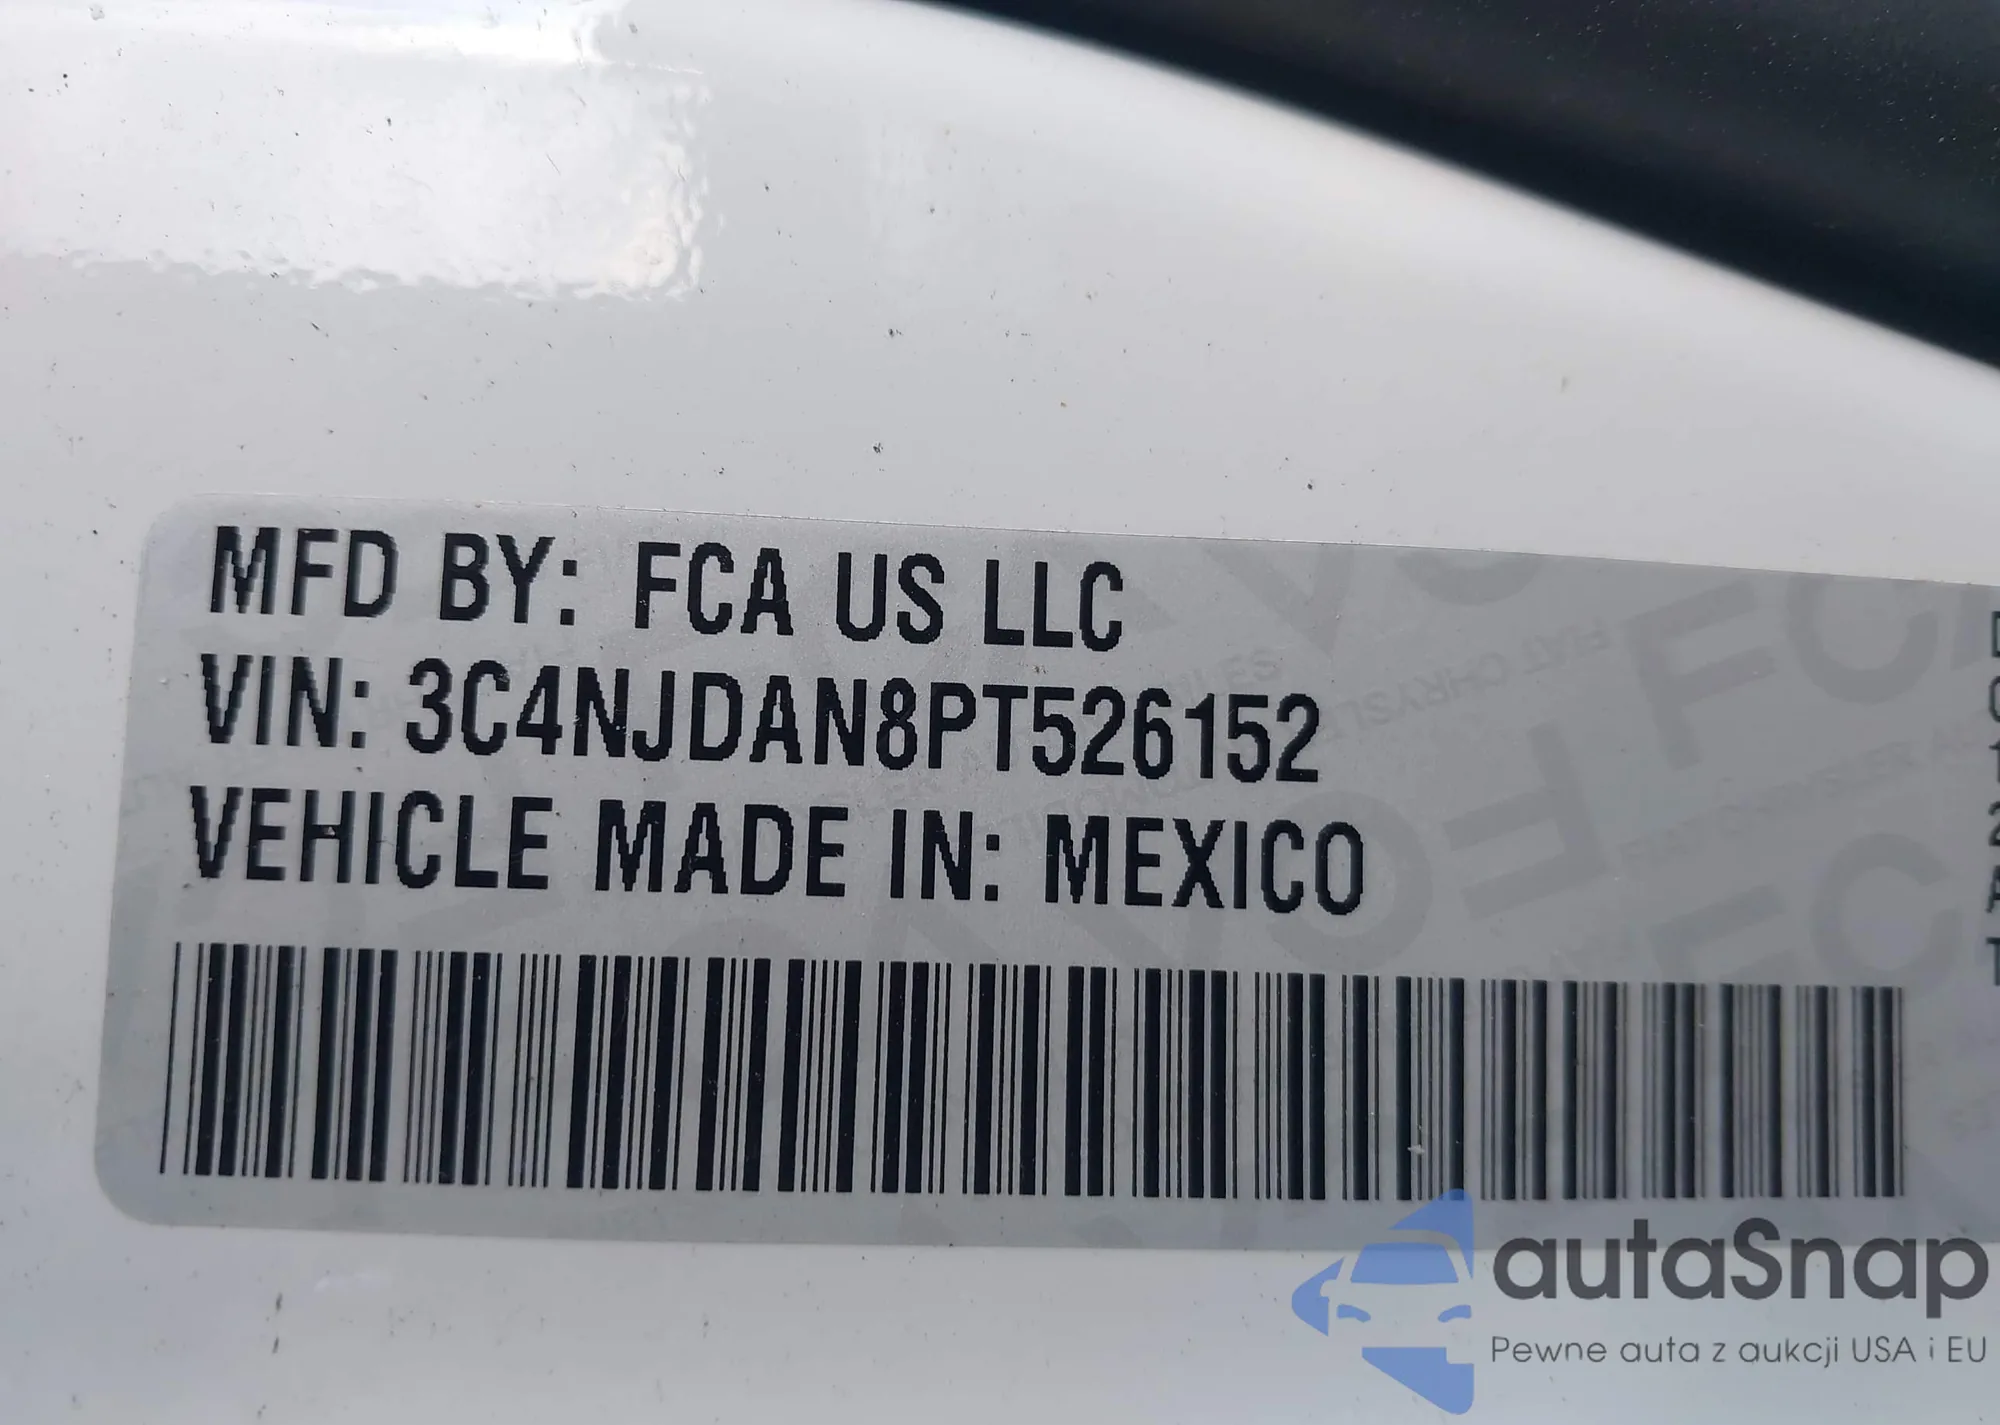 MFD BY: FCA US LLC
VIN: 3C4NJDAN8PT526152
VEHICLE MADE IN: MEXICO
autaSnap
Pewne auta z aukcji USA i EU